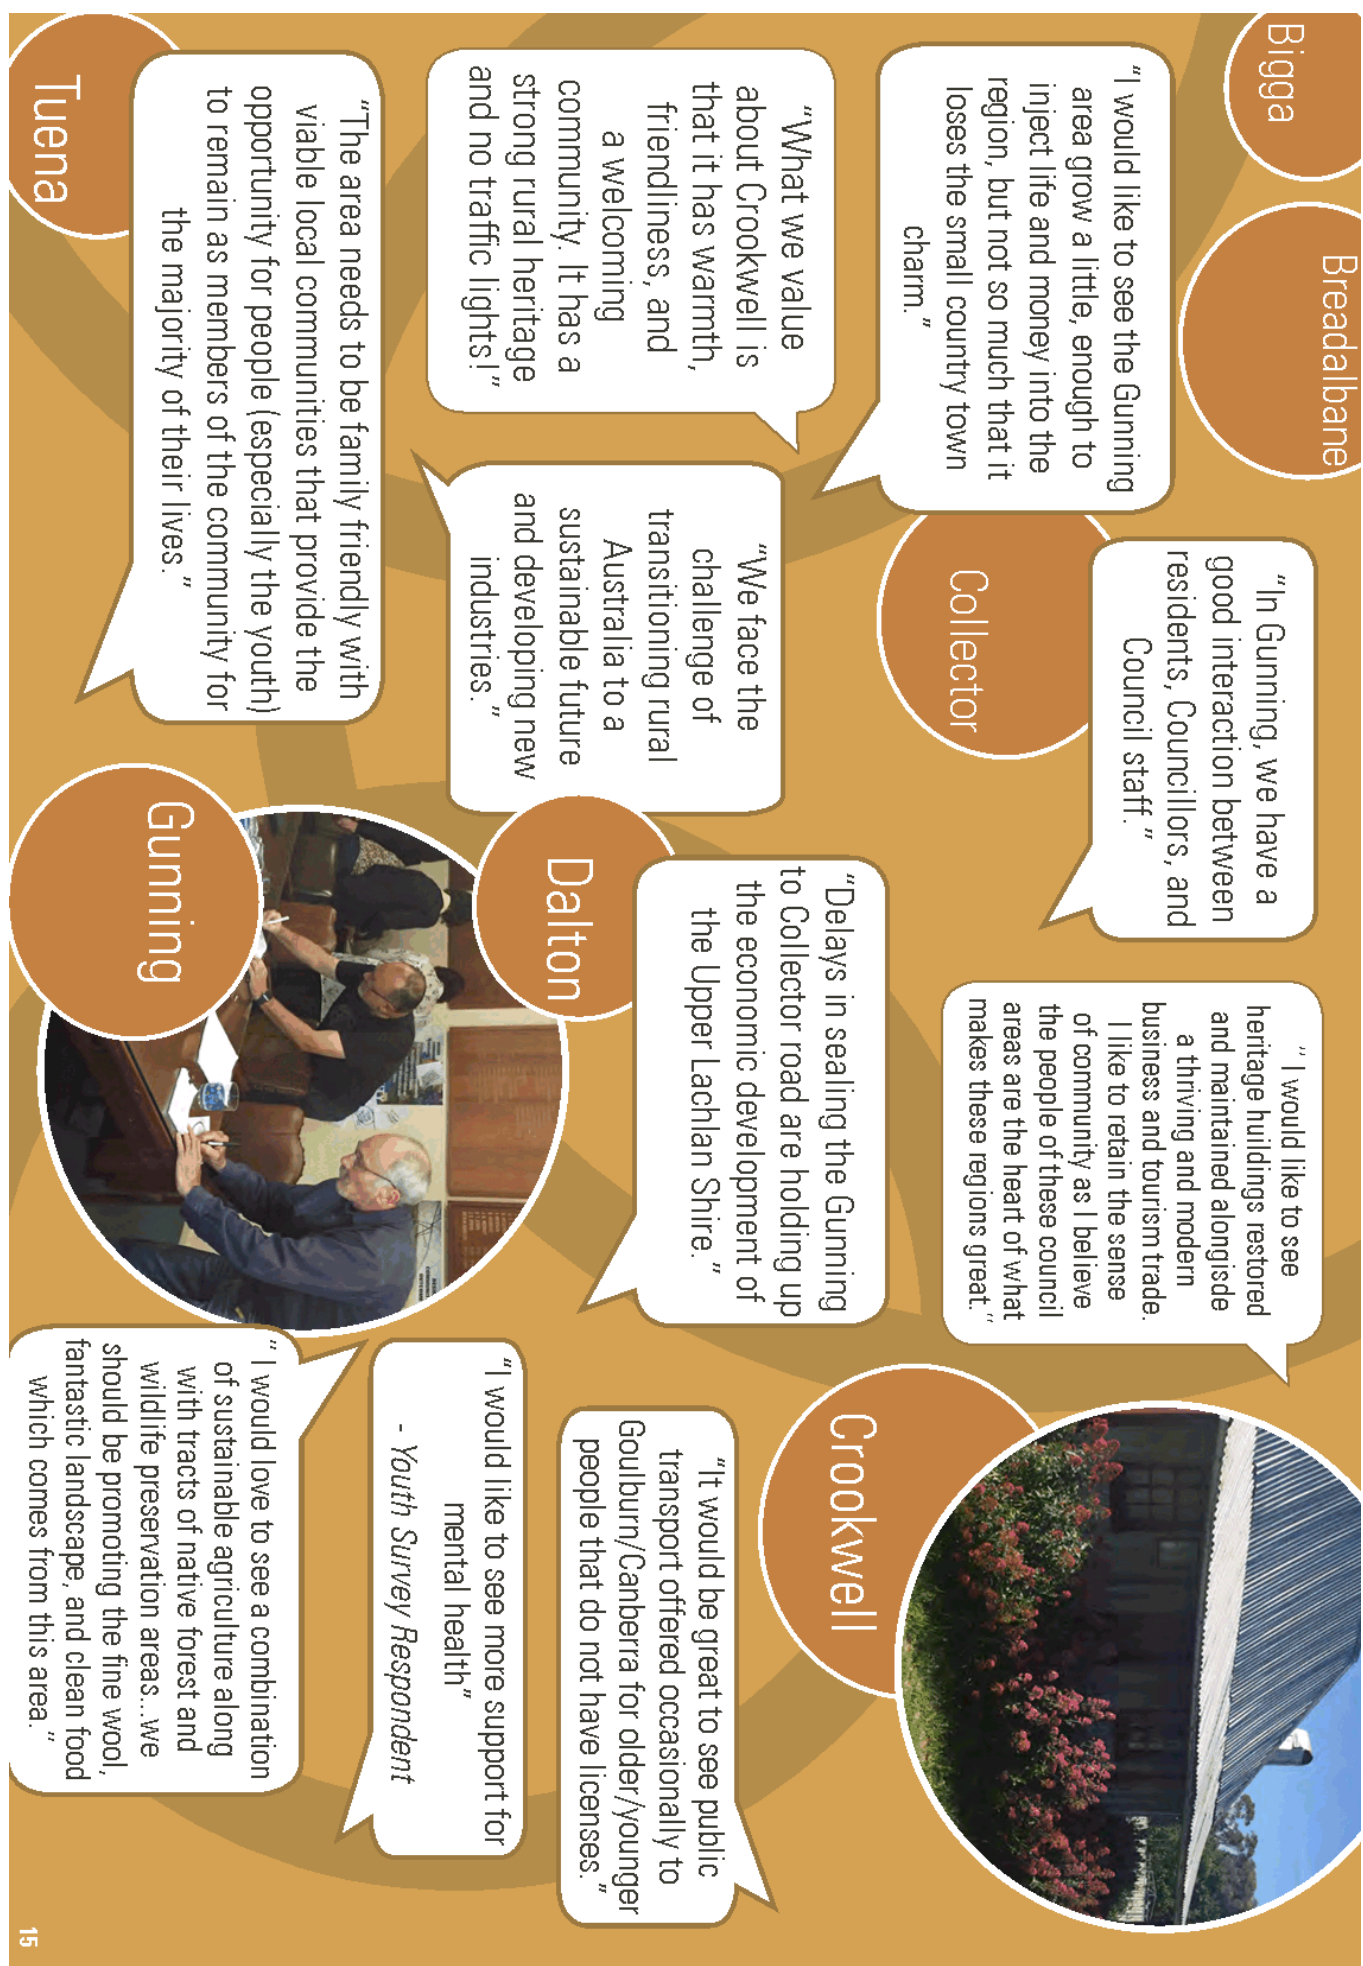 Bigga
Breadalbane
“I would like to see the Gunning
area grow a little, enough to
inject life and money into the
region, but not so much that it
loses the small country town
charm.”
“In Gunning, we have a
good interaction between
residents, Councillors, and
Council staff.”
Collector
" I would like to see
heritage huildings restored
and maintained alongisde
a thriving and modern
business and tourism trade.
I like to retain the sense
of community as I believe
the people of these council
areas are the heart of what
makes these regions great."
“What we value
about Crookwell is
that it has warmth,
friendliness, and
a welcoming
community. It has a
strong rural heritage
and no traffic lights!”
“We face the
challenge of
transitioning rural
Australia to a
sustainable future
and developing new
industries.”
“Delays in sealing the Gunning
to Collector road are holding up
the economic development of
the Upper Lachlan Shire.”
Crookwell
“It would be great to see public
transport offered occasionally to
Goulburn/Canberra for older/younger
people that do not have licenses.”
Dalton
“The area needs to be family friendly with
viable local communities that provide the
opportunity for people (especially the youth)
to remain as members of the community for
the majority of their lives.”
Tuena
Gunning
“I would like to see more support for
mental health”
- Youth Survey Respondent
“ I would love to see a combination
of sustainable agriculture along
with tracts of native forest and
wildlife preservation areas...we
should be promoting the fine wool,
fantastic landscape, and clean food
which comes from this area.”
15